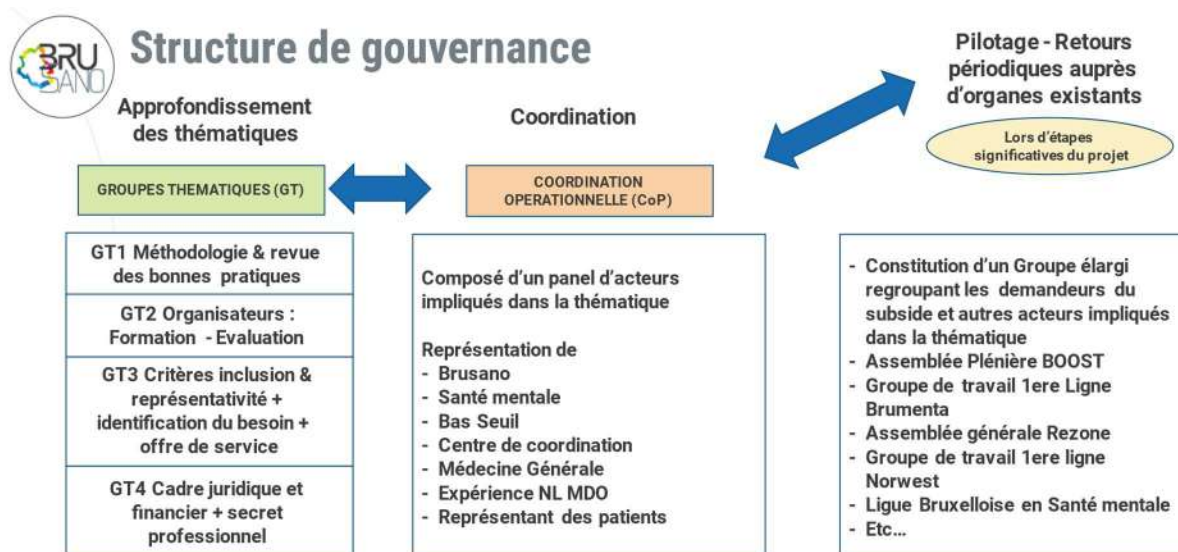 BRU
SANO
Structure de gouvernance
Approfondissement
des thématiques
GROUPES THEMATIQUES (GT)
GT1 Méthodologie & revue
des bonnes pratiques
GT2 Organisateurs :
Formation - Evaluation
GT3 Critères inclusion &
représentativité +
identification du besoin +
offre de service
GT4 Cadre juridique et
financier + secret
professionnel
Coordination
COORDINATION
OPERATIONNELLE (CoP)
Composé d'un panel d'acteurs
impliqués dans la thématique
Représentation de
- Brusano
- Santé mentale
- Bas Seuil
- Centre de coordination
- Médecine Générale
- Expérience NL MDO
- Représentant des patients
Pilotage - Retours
périodiques auprès
d'organes existants
Lors d'étapes
significatives du projet
- Constitution d'un Groupe élargi
regroupant les demandeurs du
subside et autres acteurs impliqués
dans la thématique
- Assemblée Plénière BOOST
- Groupe de travail 1ere Ligne
Brumenta
- Assemblée générale Rezone
- Groupe de travail 1ere ligne
Norwest
- Ligue Bruxelloise en Santé mentale
- Etc...